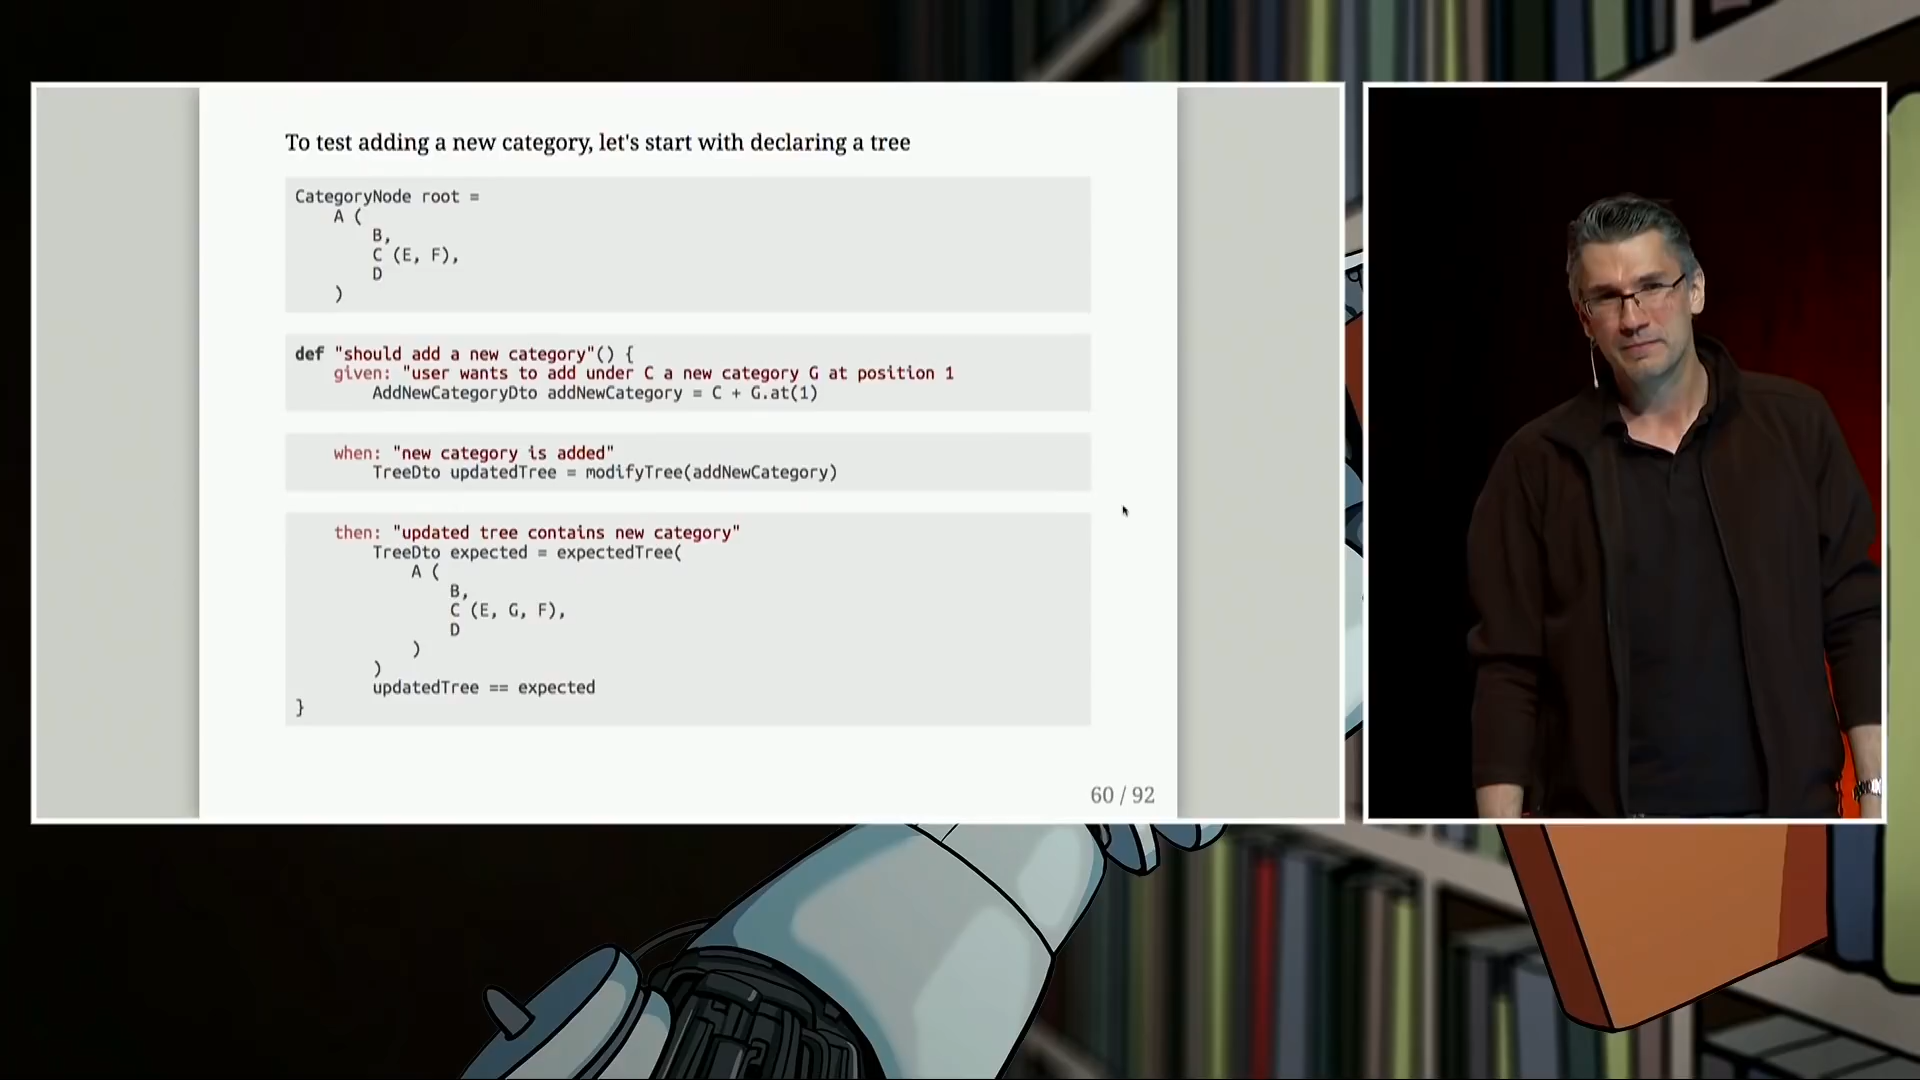 To test adding a new category, let's start with declaring a tree
CategoryNode root =
A (
B,
C (E, F),
D
)
def "should add a new category"() {
given: "user wants to add under C a new category G at position 1
AddNewCategoryDto addNewCategory = C + G.at(1)
when: "new category is added"
TreeDto updatedTree = modifyTree(addNewCategory)
then: "updated tree contains new category"
TreeDto expected = expectedTree(
A (
B,
C (E, G, F),
D
)
)
updatedTree == expected
}
60 / 92